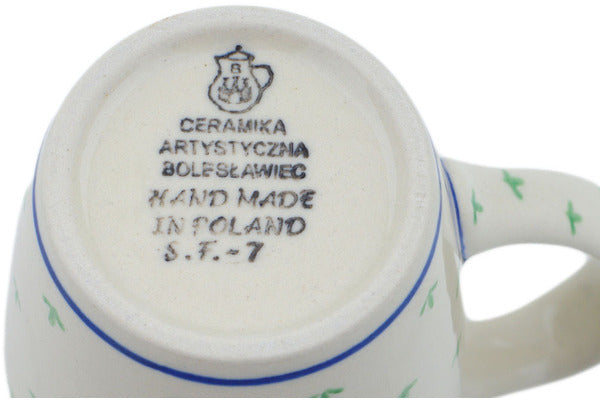 B
CERAMIKA
ARTYSTYCZNA
BOLESŁAWIEC
HAND MADE
IN POLAND
S.F.-7